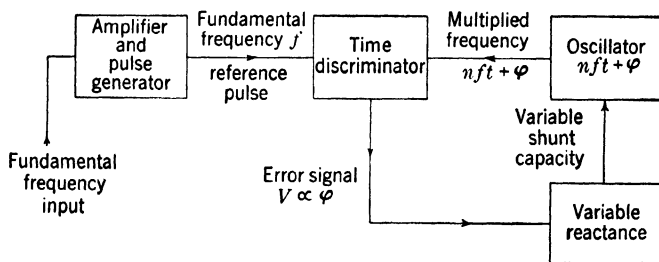 Amplifier
and
pulse
generator
Fundamental
frequency f
reference
pulse
Time
discriminator
Multiplied
frequency
nft + φ
Oscillator
nft + φ
Fundamental
frequency
input
Error signal
V ∝ φ
Variable
shunt
capacity
Variable
reactance